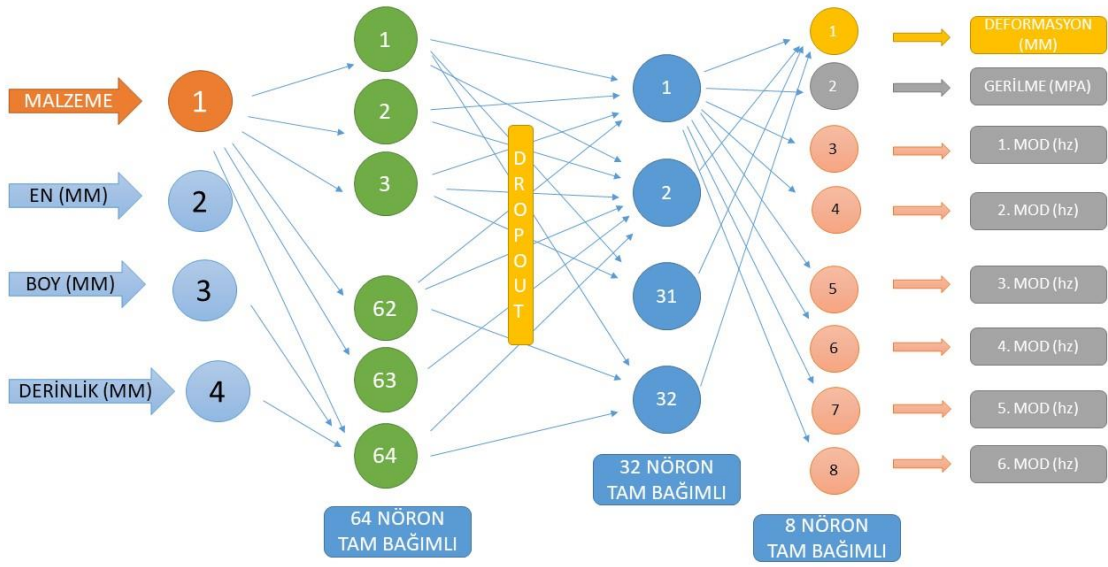 MALZEME
EN (MM)
BOY (MM)
DERİNLİK (MM)
1
2
3
4
1
2
3
62
63
64
64 NÖRON
TAM BAĞIMLI
DROPOUT
1
2
31
32
32 NÖRON
TAM BAĞIMLI
1
2
3
4
5
6
7
8
8 NÖRON
TAM BAĞIMLI
DEFORMASYON
(MM)
GERİLME (MPA)
1. MOD (hz)
2. MOD (hz)
3. MOD (hz)
4. MOD (hz)
5. MOD (hz)
6. MOD (hz)